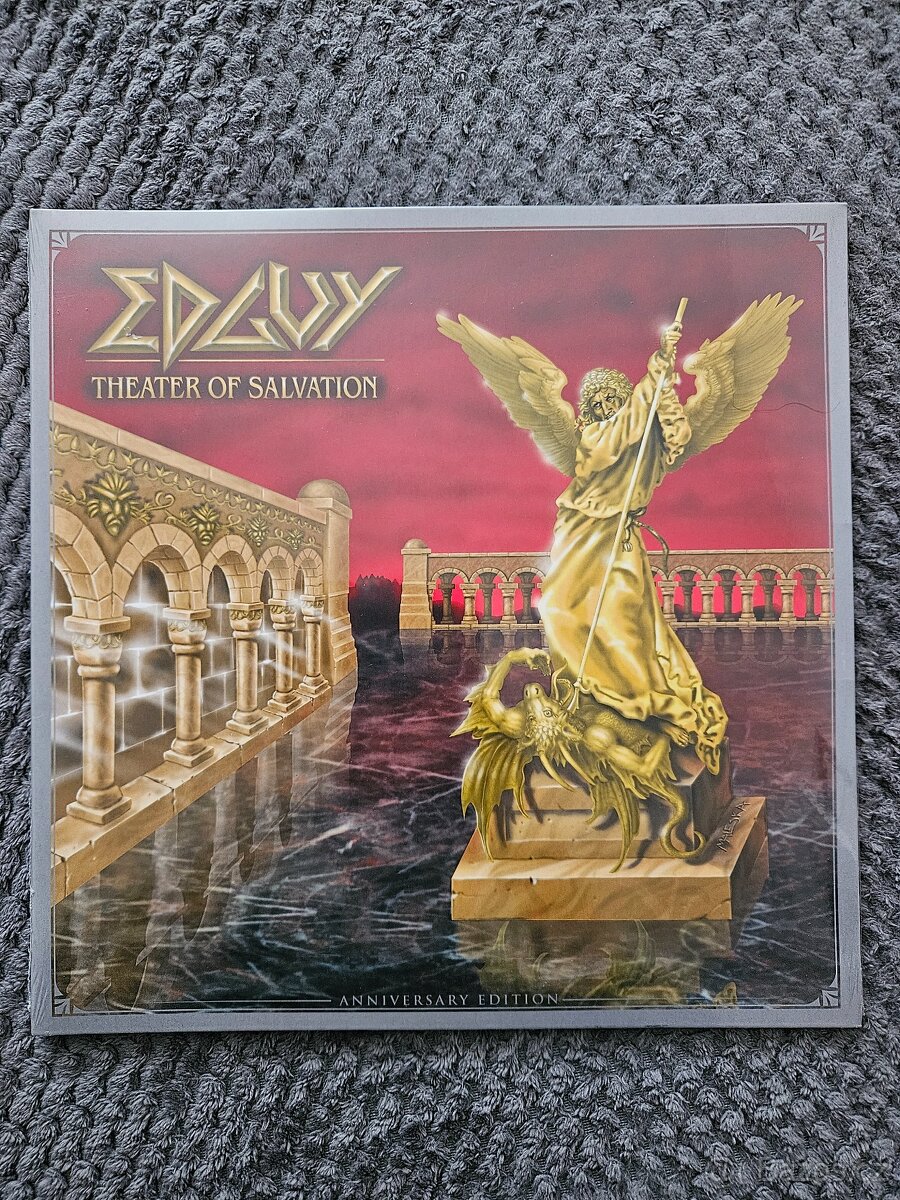 EDGUY
THEATER OF SALVATION
ANNIVERSARY EDITION